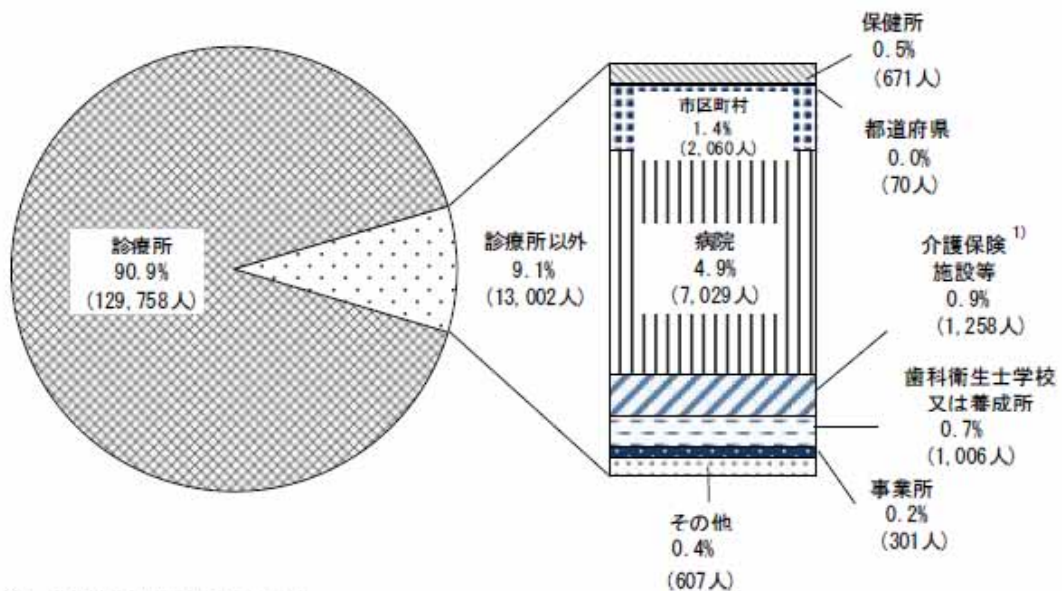 保健所
0.5%
(671人)
市区町村
1.4%
(2,060人)
都道府県
0.0%
(70人)
診療所
90.9%
(129,758人)
診療所以外
9.1%
(13,002人)
病院
4.9%
(7,029人)
介護保険 1)
施設等
0.9%
(1,258人)
歯科衛生士学校
又は養成所
0.7%
(1,006人)
事業所
0.2%
(301人)
その他
0.4%
(607人)